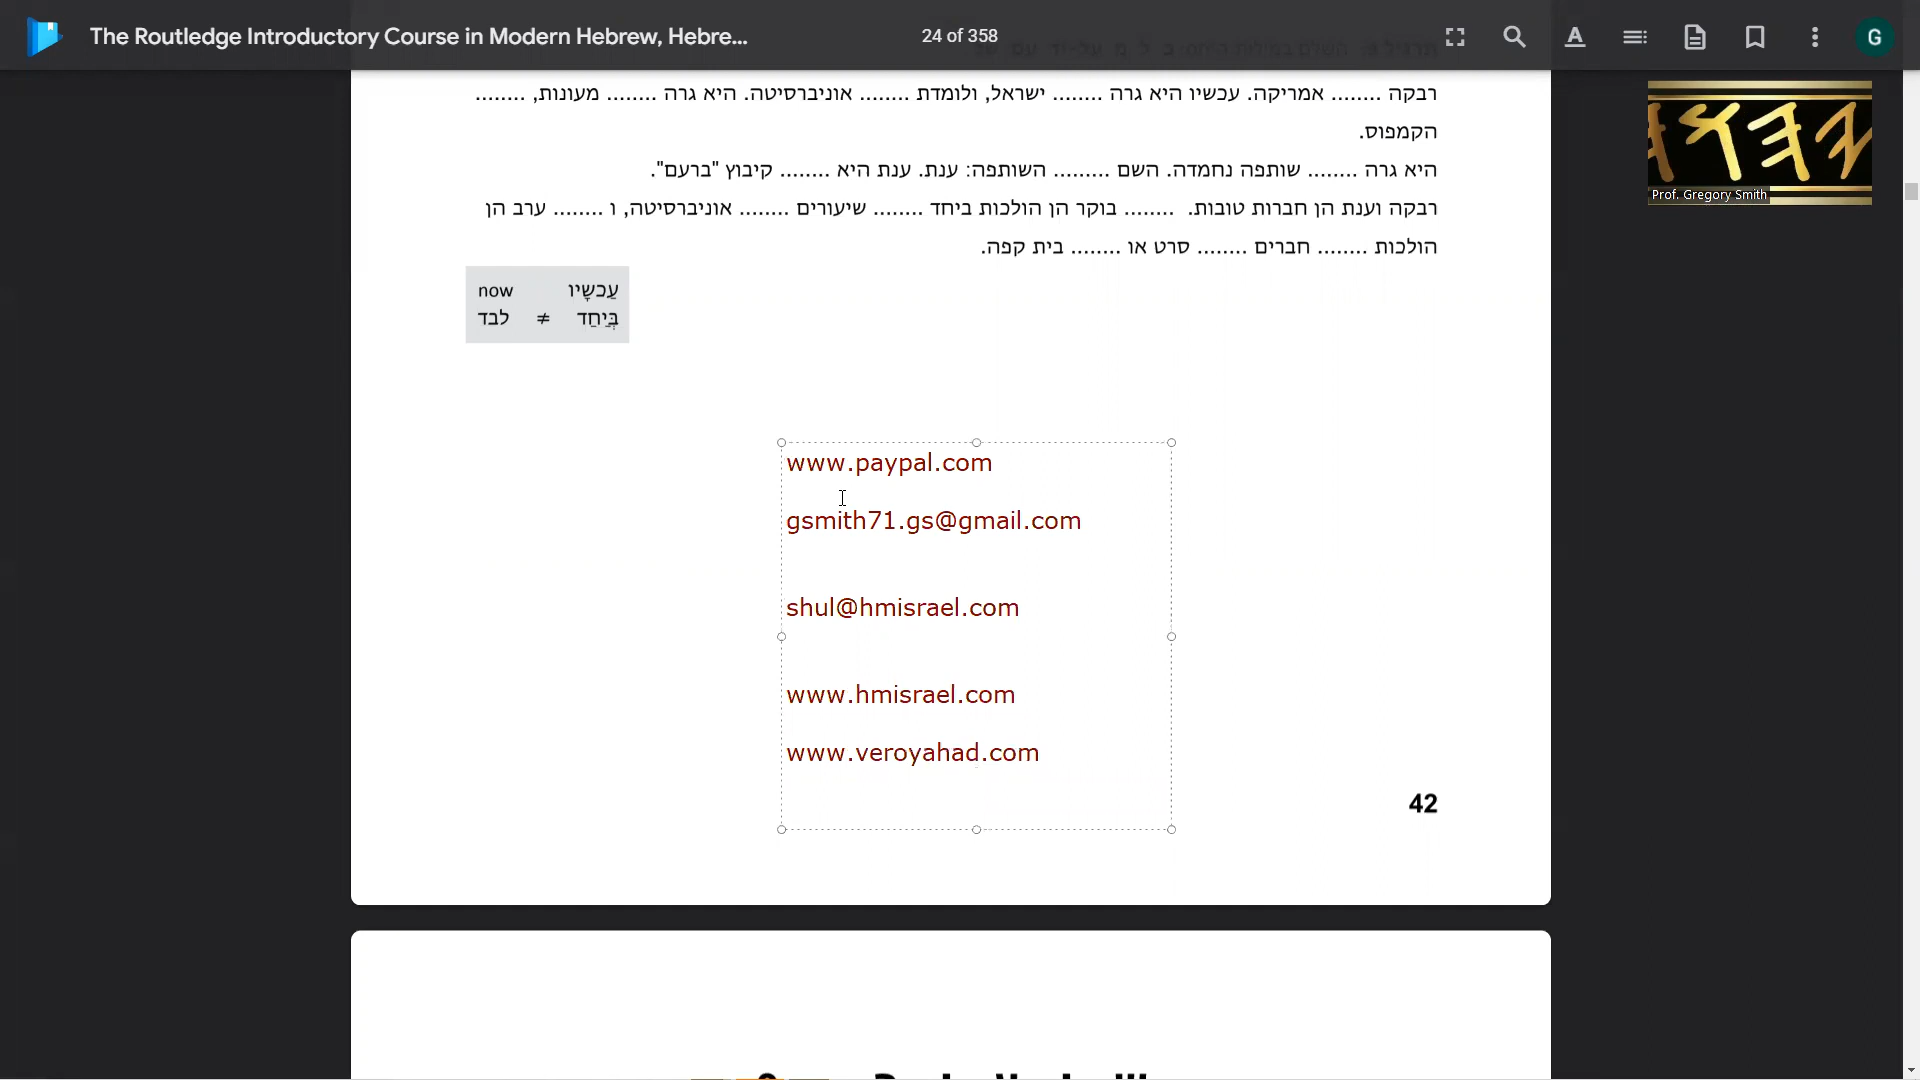 The Routledge Introductory Course in Modern Hebrew, Hebre...
24 of 358
G
רבקה ........ אמריקה. עכשיו היא גרה ........ ישראל, ולומדת ........ אוניברסיטה. היא גרה ........ מעונות, ........
הקמפוס.
היא גרה ........ שותפה נחמדה. השם ......... השותפה: ענת. ענת היא ........ קיבוץ "ברעם".
רבקה וענת הן חברות טובות. ........ בוקר הן הולכות ביחד ........ שיעורים ........ אוניברסיטה, ו ........ ערב הן
הולכות ........ חברים ........ סרט או ........ בית קפה.
עַכשָיו now
בְּיַחַד ≠ לבד
Prof. Gregory Smith
www.paypal.com
gsmith71.gs@gmail.com
shul@hmisrael.com
www.hmisrael.com
www.veroyahad.com
42